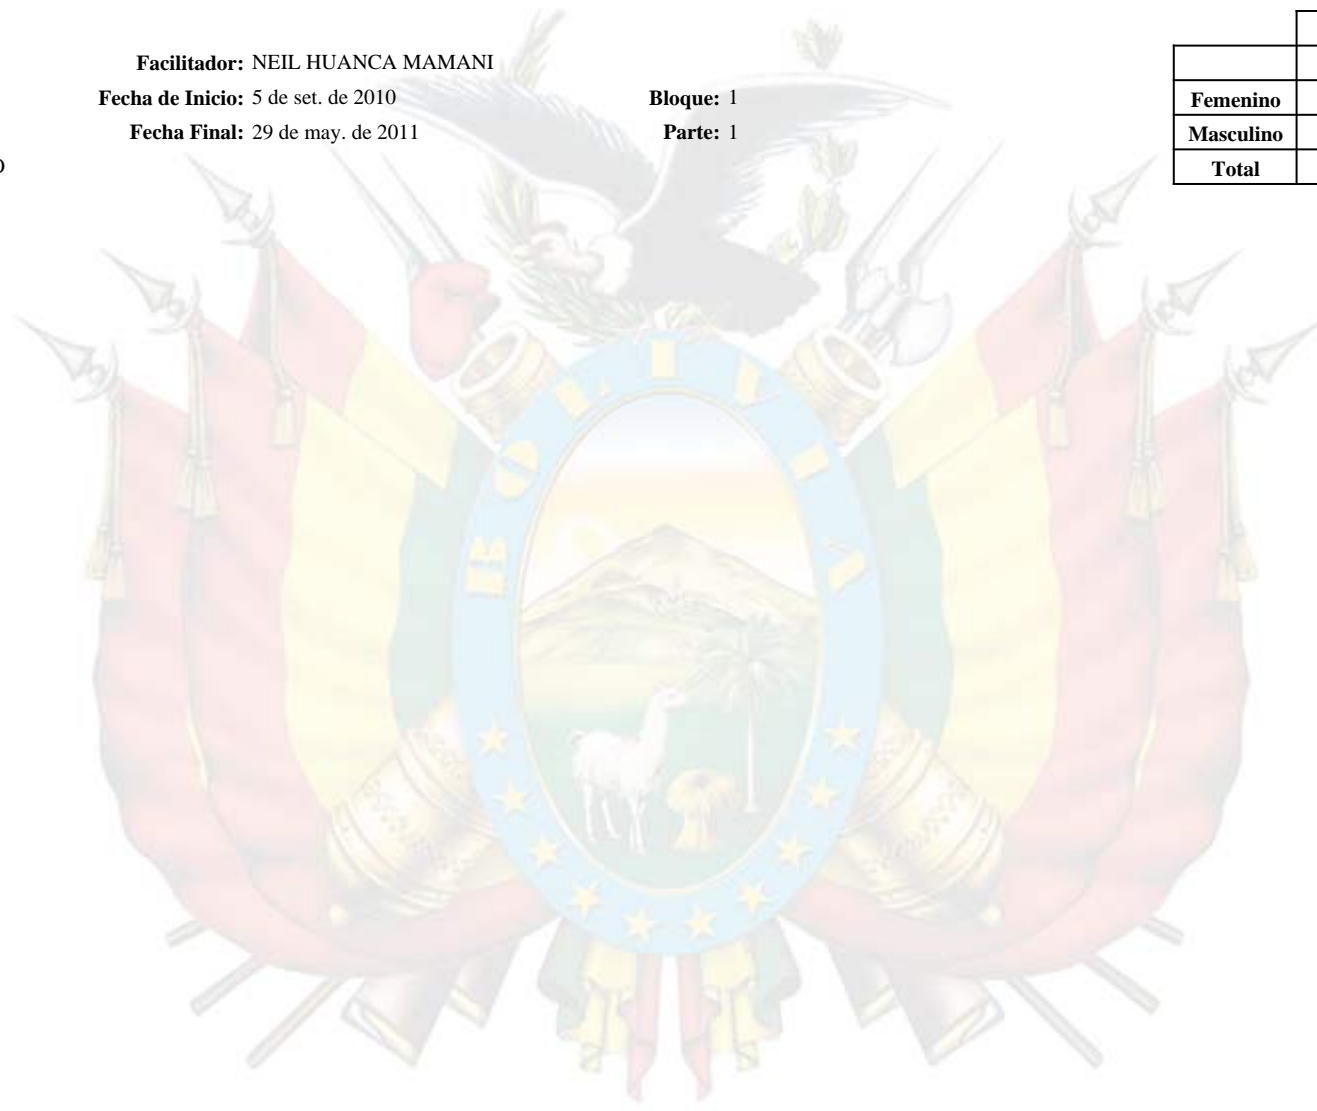 Facilitador: NEIL HUANCA MAMANI
Fecha de Inicio: 5 de set. de 2010 Bloque: 1
Fecha Final: 29 de may. de 2011 Parte: 1
O
Femenino
Masculino
Total
BOLIVIA